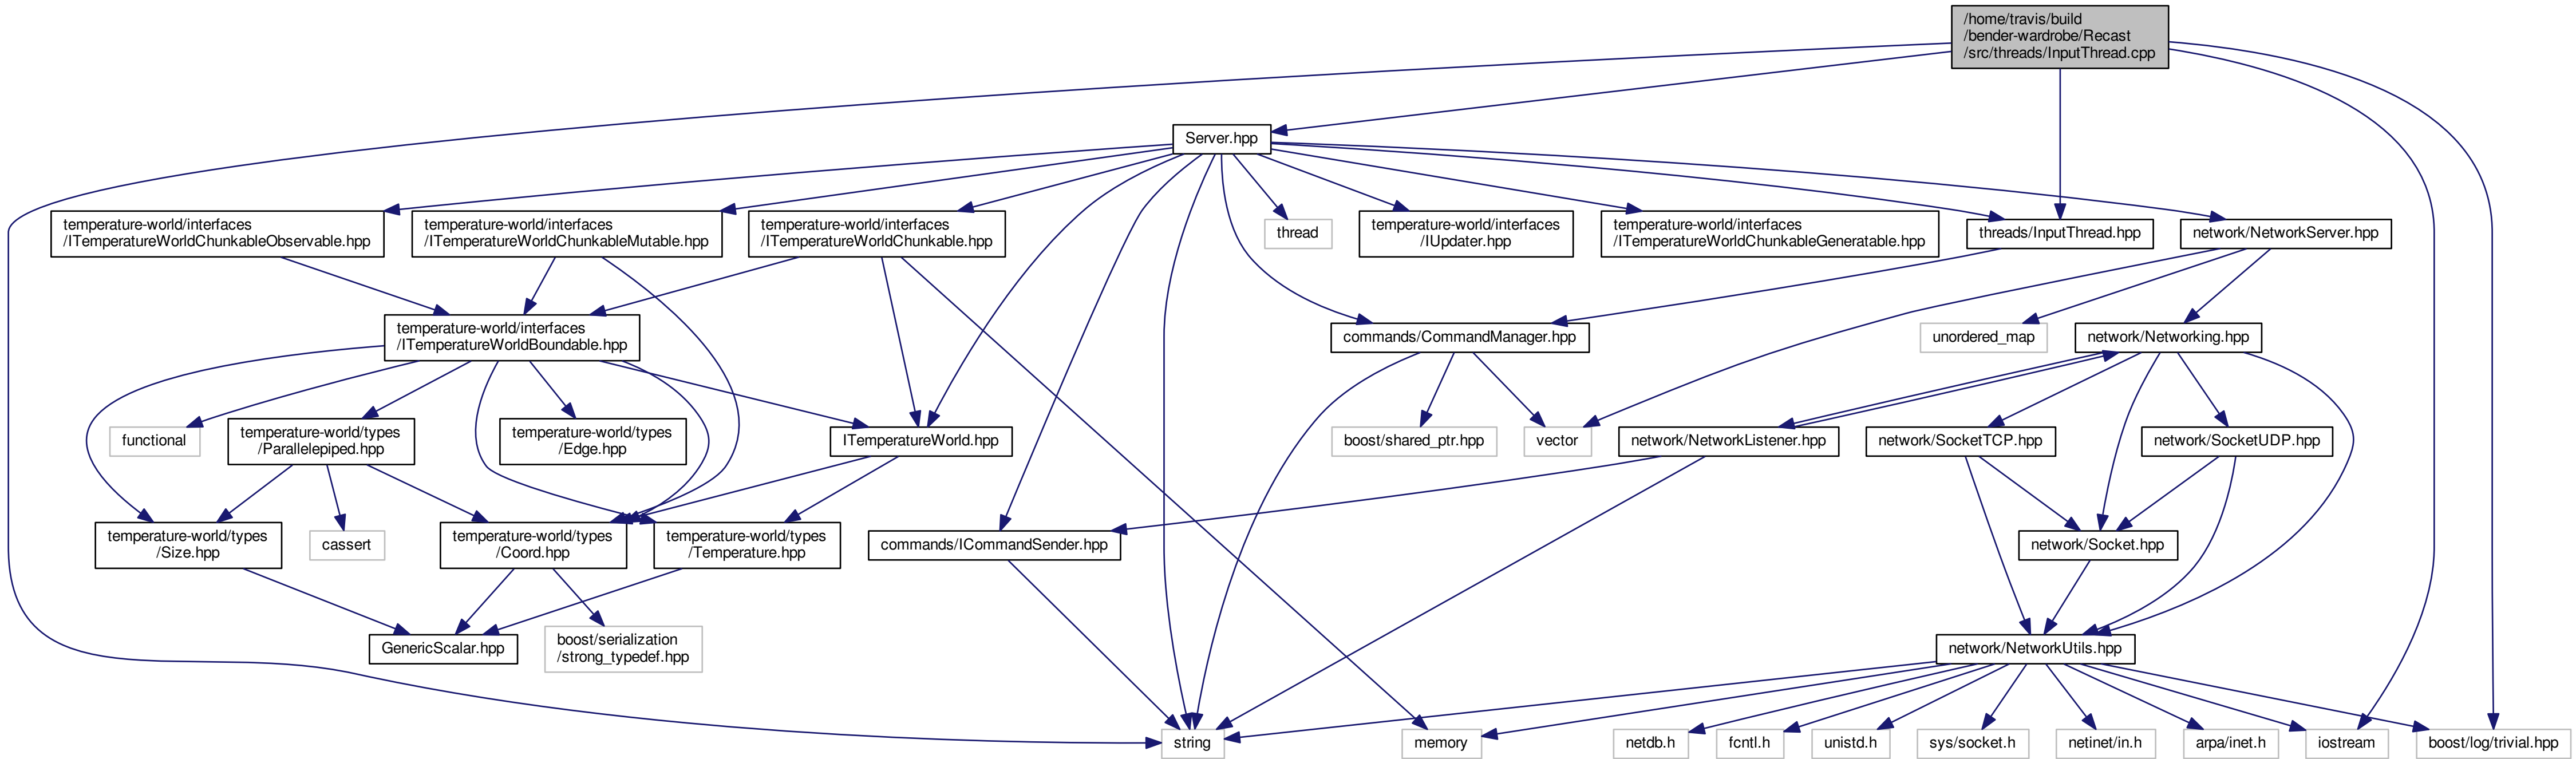 /home/travis/build
/bender-wardrobe/Recast
/src/threads/InputThread.cpp
Server.hpp
temperature-world/interfaces
/ITemperatureWorldChunkableObservable.hpp
temperature-world/interfaces
/ITemperatureWorldChunkableMutable.hpp
temperature-world/interfaces
/ITemperatureWorldChunkable.hpp
thread
temperature-world/interfaces
/IUpdater.hpp
temperature-world/interfaces
/ITemperatureWorldChunkableGeneratable.hpp
threads/InputThread.hpp
network/NetworkServer.hpp
temperature-world/interfaces
/ITemperatureWorldBoundable.hpp
commands/CommandManager.hpp
unordered_map
network/Networking.hpp
functional
temperature-world/types
/Parallelepiped.hpp
temperature-world/types
/Edge.hpp
ITemperatureWorld.hpp
boost/shared_ptr.hpp
vector
network/NetworkListener.hpp
network/SocketTCP.hpp
network/SocketUDP.hpp
temperature-world/types
/Size.hpp
cassert
temperature-world/types
/Coord.hpp
temperature-world/types
/Temperature.hpp
commands/ICommandSender.hpp
network/Socket.hpp
GenericScalar.hpp
boost/serialization
/strong_typedef.hpp
network/NetworkUtils.hpp
string
memory
netdb.h
fcntl.h
unistd.h
sys/socket.h
netinet/in.h
arpa/inet.h
iostream
boost/log/trivial.hpp